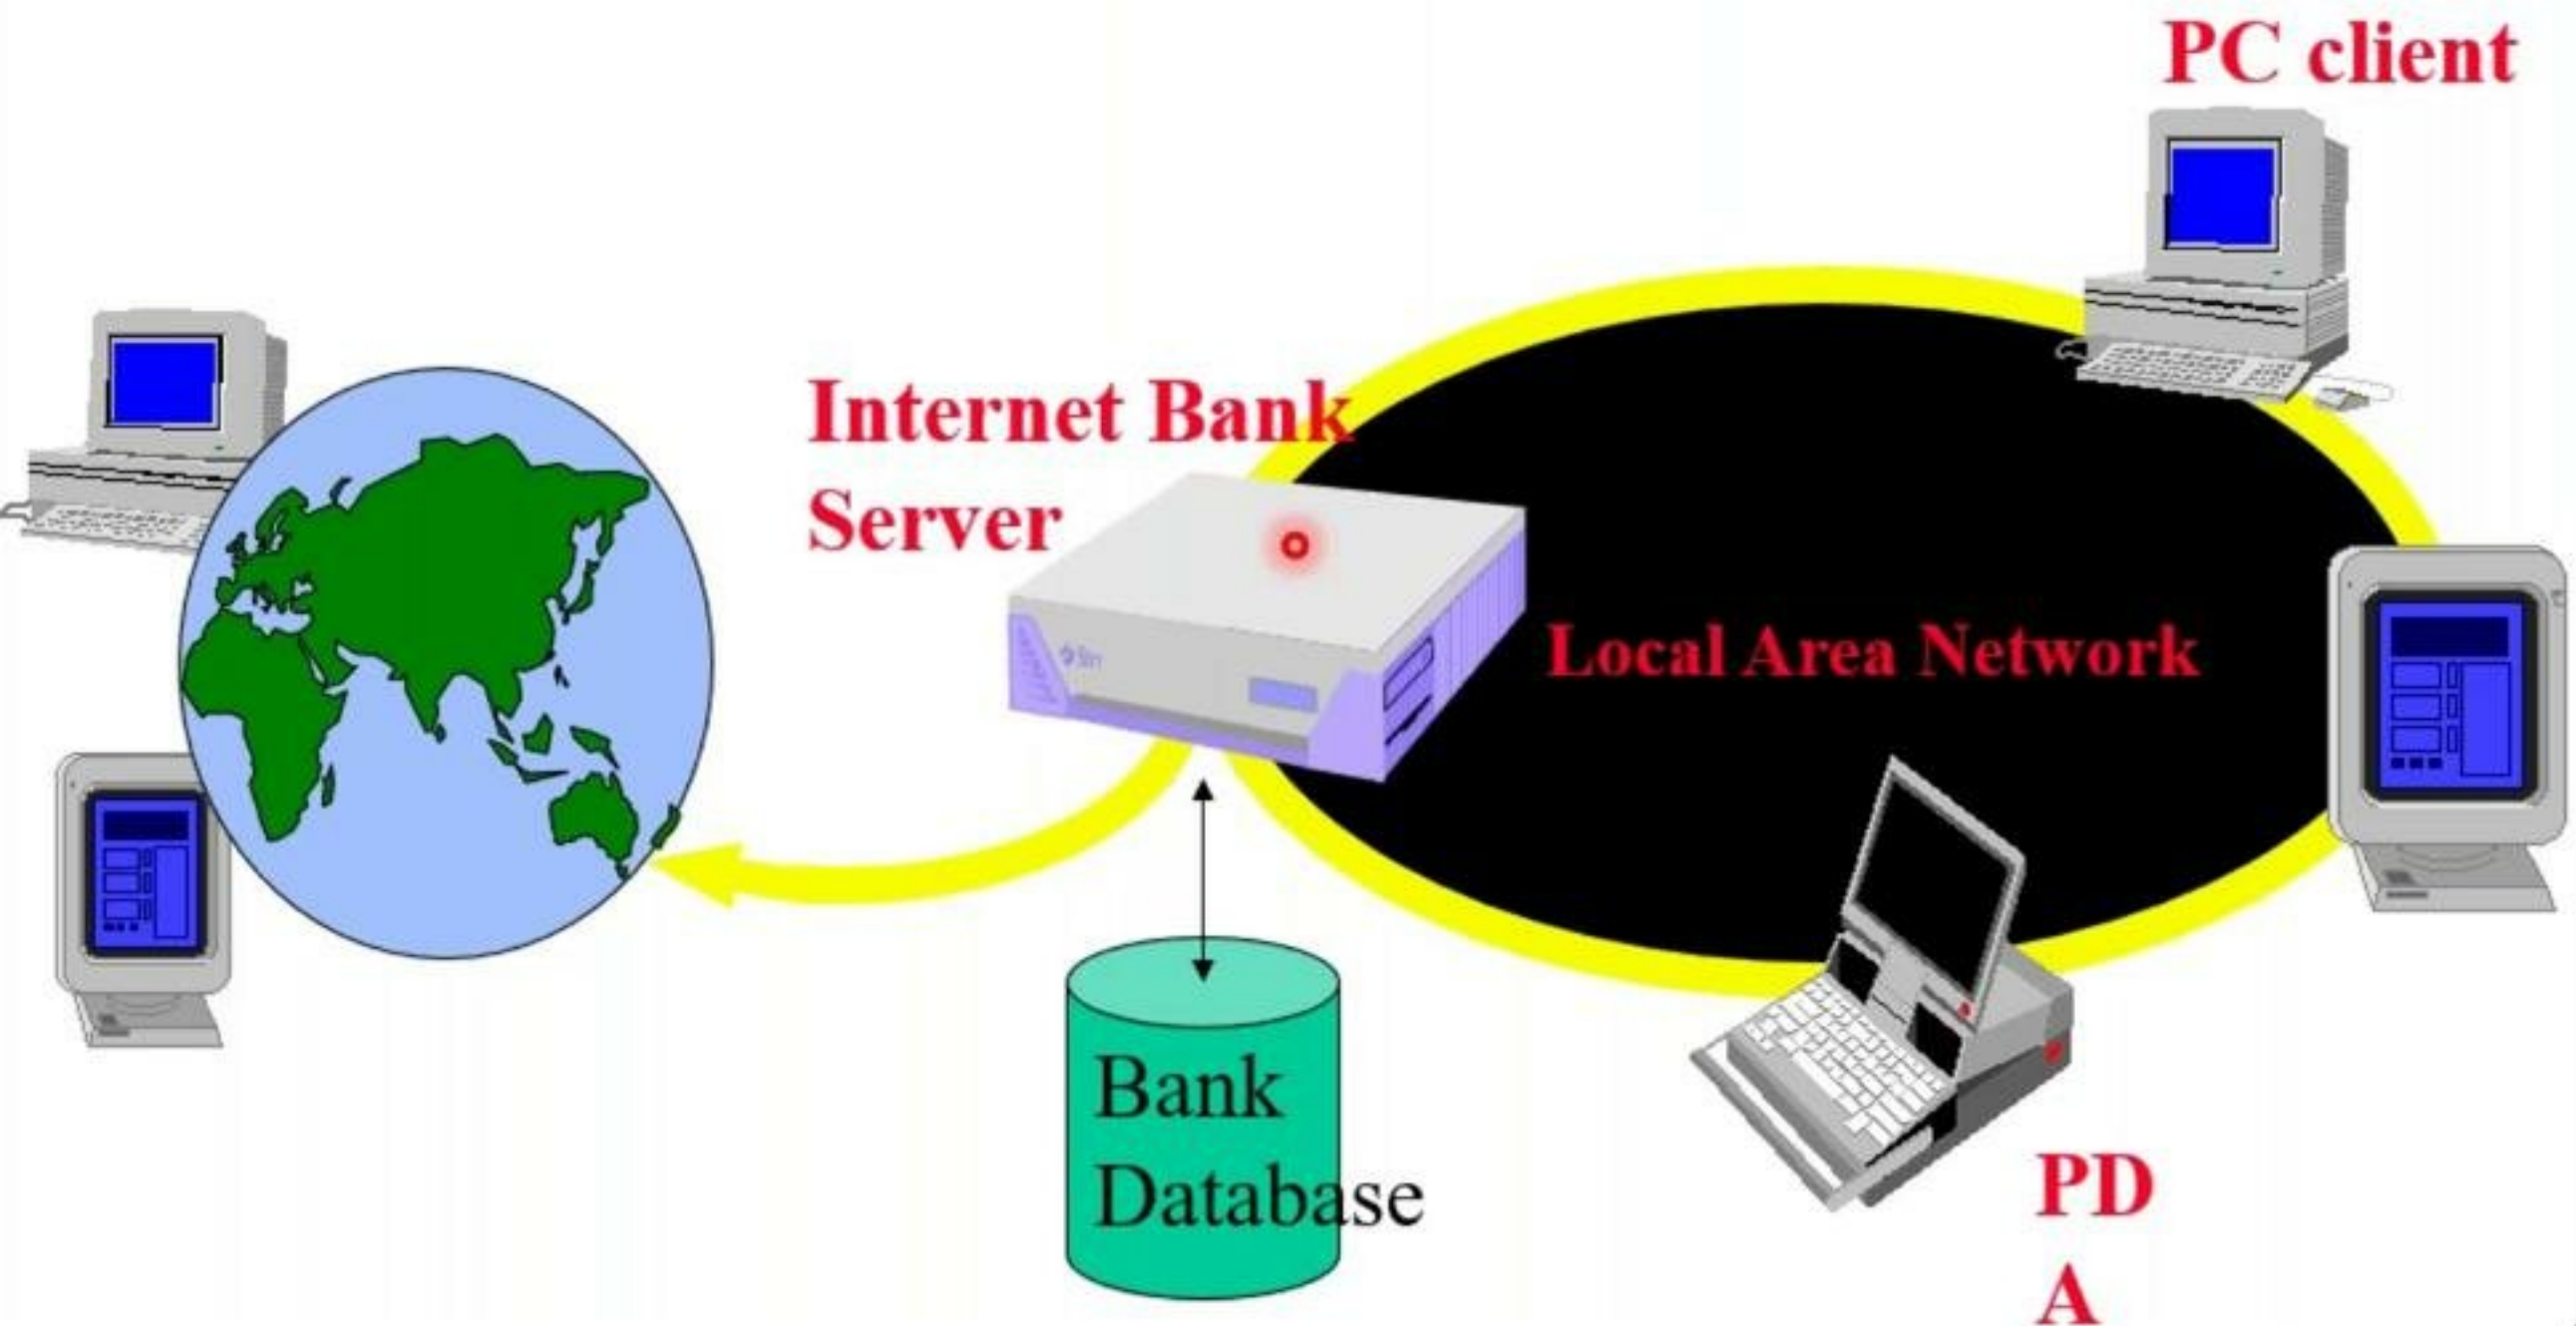 PC client
Internet Bank
Server
Local Area Network
Bank
Database
PD
A